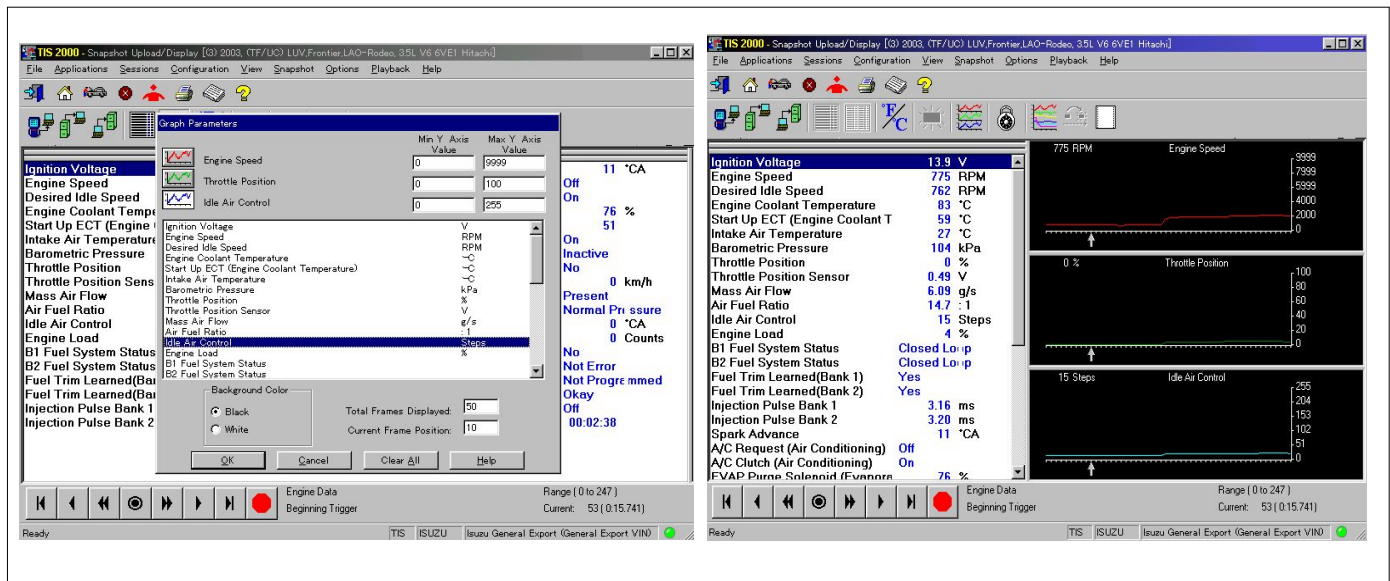 TIS 2000 - Snapshot Upload/Display [(3) 2003, (TF/UC) LUV,Frontier,LAO-Rodeo, 3.5L V6 6VE1 Hitachi]
File Applications Sessions Configuration View Snapshot Options Playback Help
Graph Parameters
Min Y Axis Value Max Y Axis Value
Engine Speed 0 9999
Throttle Position 0 100
Idle Air Control 0 255
Ignition Voltage V
Engine Speed RPM
Desired Idle Speed RPM
Engine Coolant Temperature ¬C
Start Up ECT (Engine Coolant Temperature) ¬C
Intake Air Temperature ¬C
Barometric Pressure kPa
Throttle Position %
Throttle Position Sensor V
Mass Air Flow g/s
Air Fuel Ratio :1
Idle Air Control Steps
Engine Load %
B1 Fuel System Status
B2 Fuel System Status
Background Color
Black
White
Total Frames Displayed: 50
Current Frame Position: 10
OK Cancel Clear All Help
Ignition Voltage 11 °CA
Engine Speed Off
Desired Idle Speed On
Engine Coolant Tempe 76 %
Start Up ECT (Engine 51
Intake Air Temperature On
Barometric Pressure Inactive
Throttle Position No
Throttle Position Sens 0 km/h
Mass Air Flow Present
Air Fuel Ratio Normal Pressure
Idle Air Control 0 °CA
Engine Load 0 Counts
B1 Fuel System Status No
B2 Fuel System Status Not Error
Fuel Trim Learned(Ba Not Programmed
Fuel Trim Learned(Ba Okay
Injection Pulse Bank 1 Off
Injection Pulse Bank 2 00:02:38
Engine Data Range ( 0 to 247 )
Beginning Trigger Current: 53 ( 0:15.741)
Ready TIS ISUZU Isuzu General Export (General Export VIN)
TIS 2000 - Snapshot Upload/Display [(3) 2003, (TF/UC) LUV,Frontier,LAO-Rodeo, 3.5L V6 6VE1 Hitachi]
File Applications Sessions Configuration View Snapshot Options Playback Help
°F/C
Ignition Voltage 13.9 V
Engine Speed 775 RPM
Desired Idle Speed 762 RPM
Engine Coolant Temperature 83 °C
Start Up ECT (Engine Coolant T 59 °C
Intake Air Temperature 27 °C
Barometric Pressure 104 kPa
Throttle Position 0 %
Throttle Position Sensor 0.49 V
Mass Air Flow 6.09 g/s
Air Fuel Ratio 14.7 :1
Idle Air Control 15 Steps
Engine Load 4 %
B1 Fuel System Status Closed Loop
B2 Fuel System Status Closed Loop
Fuel Trim Learned(Bank 1) Yes
Fuel Trim Learned(Bank 2) Yes
Injection Pulse Bank 1 3.16 ms
Injection Pulse Bank 2 3.20 ms
Spark Advance 11 °CA
A/C Request (Air Conditioning) Off
A/C Clutch (Air Conditioning) On
EVAP Purge Solenoid (Evapora 76 %
775 RPM Engine Speed
9999
7999
5999
4000
2000
0
0 % Throttle Position
100
80
60
40
20
0
15 Steps Idle Air Control
255
204
153
102
51
0
Engine Data Range ( 0 to 247 )
Beginning Trigger Current: 53 ( 0:15.741)
Ready TIS ISUZU Isuzu General Export (General Export VIN)